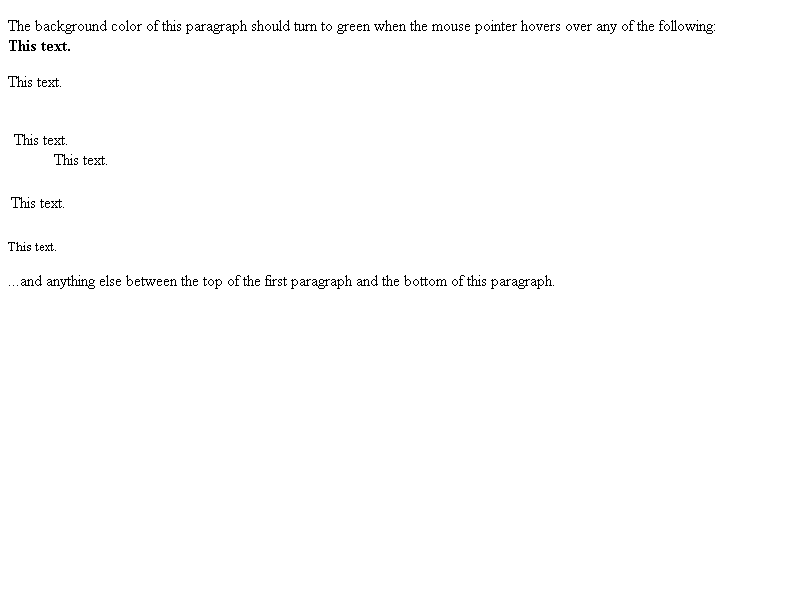 The background color of this paragraph should turn to green when the mouse pointer hovers over any of the following:
This text.
This text.
This text.
This text.
This text.
This text.
...and anything else between the top of the first paragraph and the bottom of this paragraph.